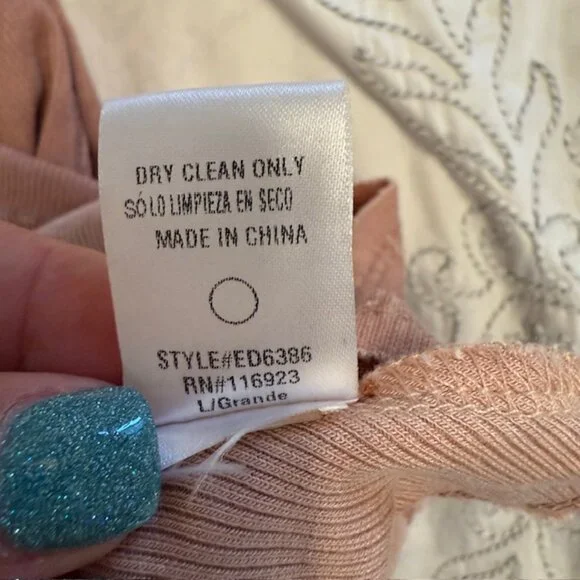 DRY CLEAN ONLY
SÓLO LIMPIEZA EN SECO
MADE IN CHINA
STYLE#ED6386
RN#116923
L/Grande